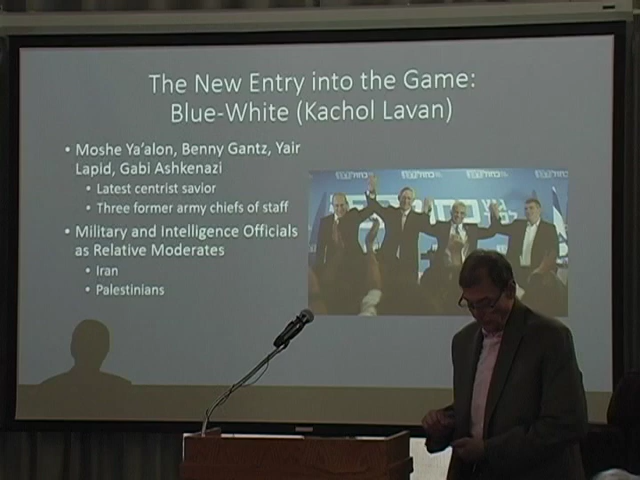 The New Entry into the Game:
Blue-White (Kachol Lavan)
• Moshe Ya'alon, Benny Gantz, Yair
Lapid, Gabi Ashkenazi
• Latest centrist savior
• Three former army chiefs of staff
• Military and Intelligence Officials
as Relative Moderates
• Iran
• Palestinians